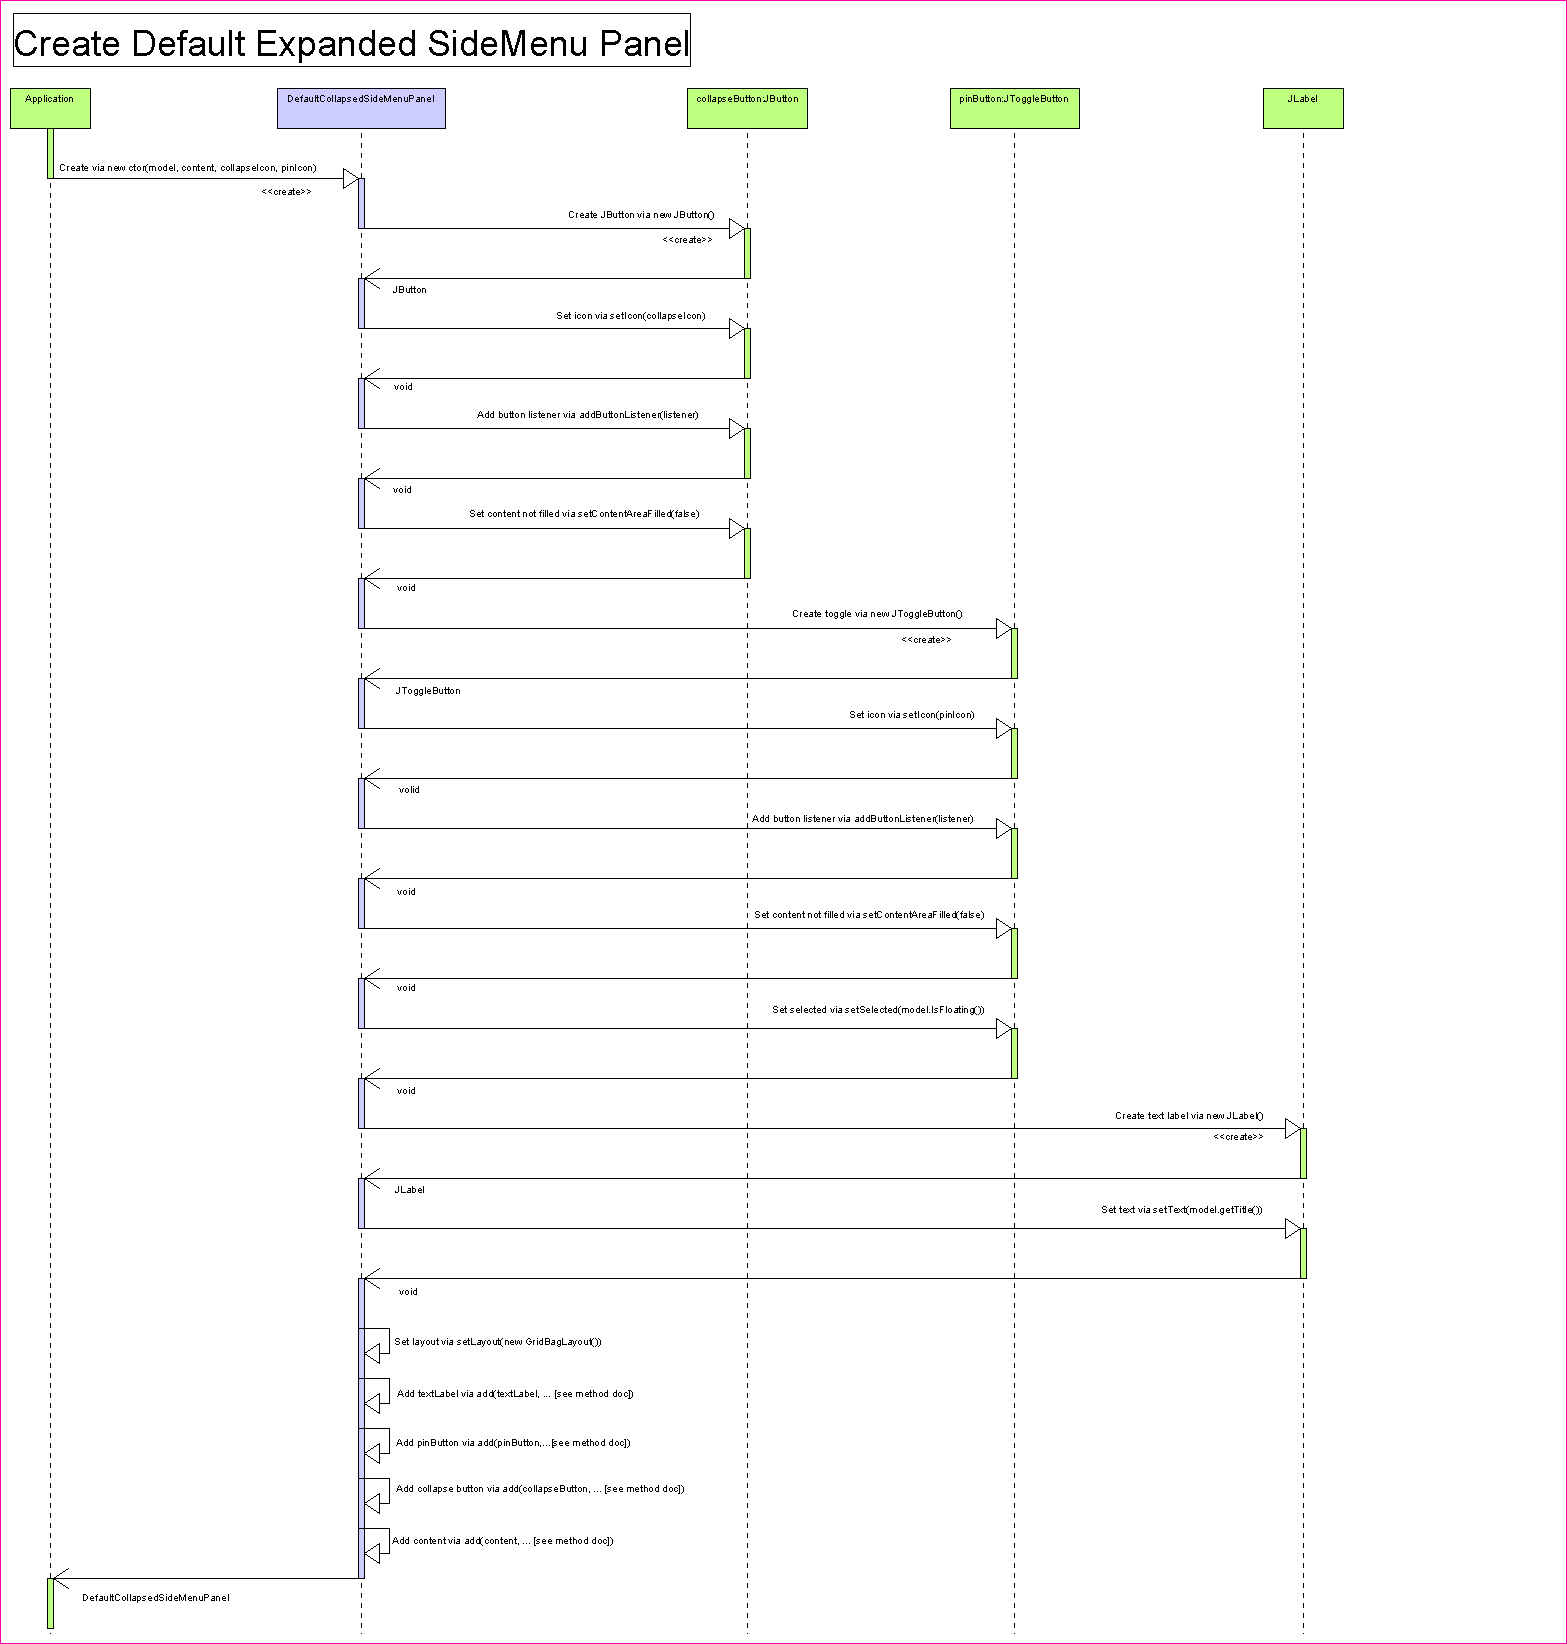 Create Default Expanded SideMenu Panel
Application
DefaultCollapsedSideMenuPanel
collapseButton:JButton
pinButton:JToggleButton
JLabel
Create via new ctor(model, content, collapseIcon, pinIcon)
<<create>>
Create JButton via new JButton()
<<create>>
JButton
Set icon via setIcon(collapseIcon)
void
Add button listener via addButtonListener(listener)
void
Set content not filled via setContentAreaFilled(false)
void
Create toggle via new JToggleButton()
<<create>>
JToggleButton
Set icon via setIcon(pinIcon)
volid
Add button listener via addButtonListener(listener)
void
Set content not filled via setContentAreaFilled(false)
void
Set selected via setSelected(model.IsFloating())
void
Create text label via new JLabel()
<<create>>
JLabel
Set text via setText(model.getTitle())
void
Set layout via setLayout(new GridBagLayout())
Add textLabel via add(textLabel, ... [see method doc])
Add pinButton via add(pinButton,...[see method doc])
Add collapse button via add(collapseButton, ... [see method doc])
Add content via add(content, ... [see method doc])
DefaultCollapsedSideMenuPanel